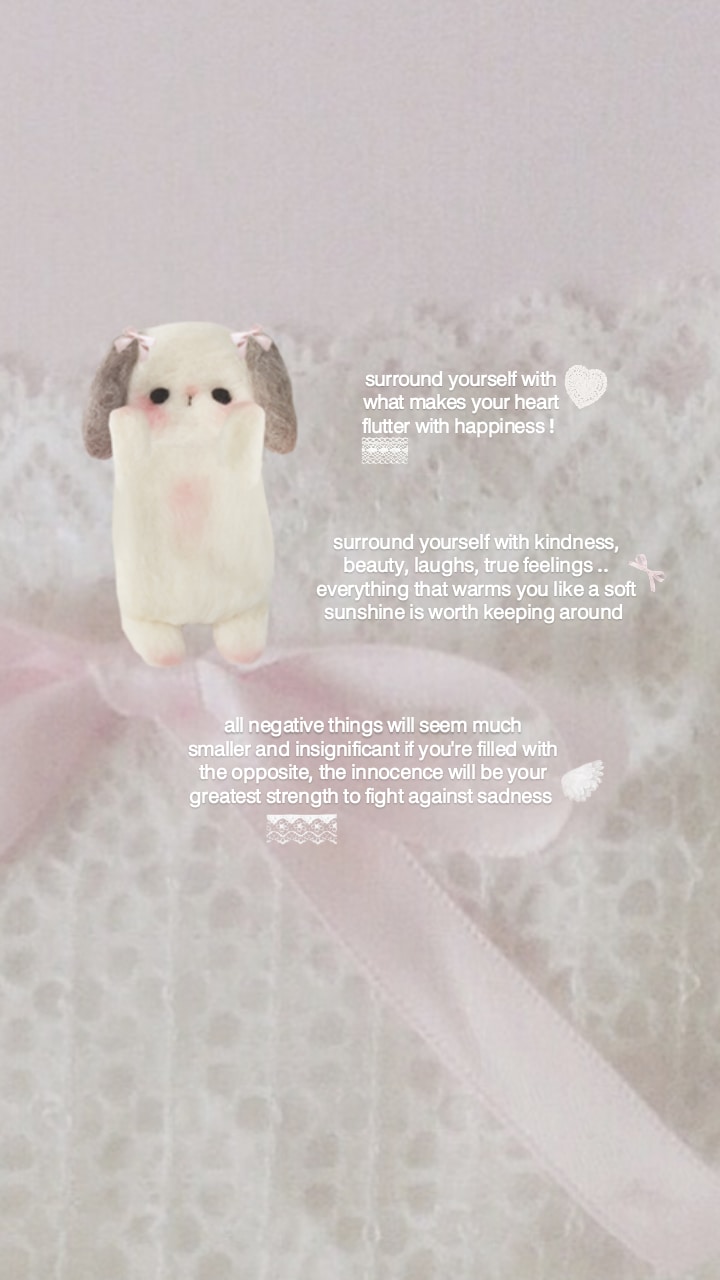 surround yourself with
what makes your heart
flutter with happiness !
surround yourself with kindness,
beauty, laughs, true feelings ..
everything that warms you like a soft
sunshine is worth keeping around
all negative things will seem much
smaller and insignificant if you're filled with
the opposite, the innocence will be your
greatest strength to fight against sadness